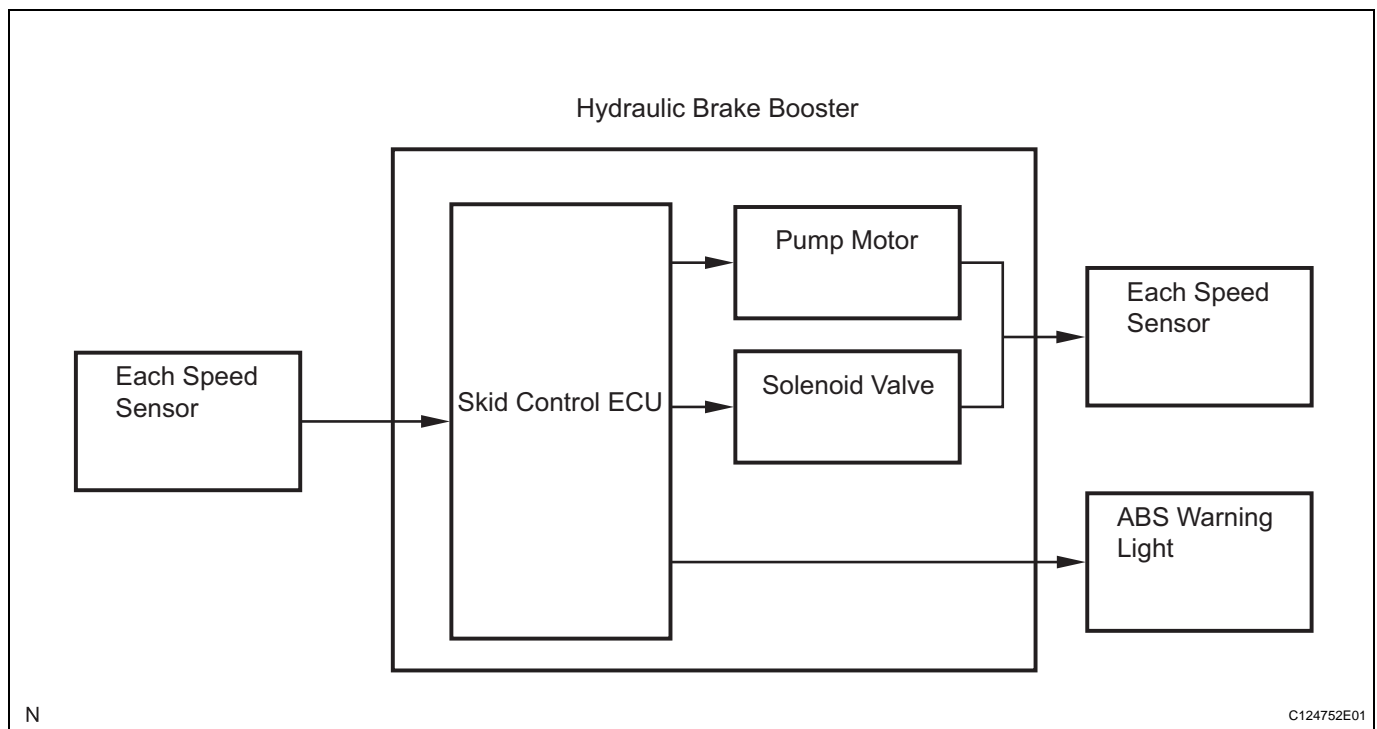 Hydraulic Brake Booster
Each Speed
Sensor
Skid Control ECU
Pump Motor
Solenoid Valve
Each Speed
Sensor
ABS Warning
Light
N
C124752E01